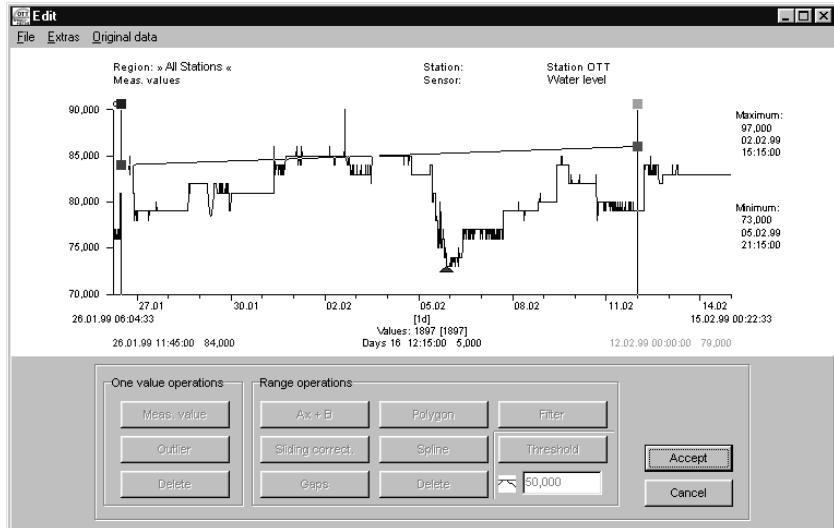 Edit
File Extras Original data
Region: » All Stations « Station: Station OTT
Meas. values Sensor: Water level
90,000
85,000
80,000
75,000
70,000
Maximum:
97,000
02.02.99
15:15:00
Minimum:
73,000
05.02.99
21:15:00
27.01 30.01 02.02 05.02 08.02 11.02 14.02
26.01.99 06:04:33 [1d] 15.02.99 00:22:33
Values: 1897 [1897]
26.01.99 11:45:00 84,000 Days 16 12:15:00 5,000 12.02.99 00:00:00 79,000
One value operations Range operations
Meas. value Ax + B Polygon Filter
Outlier Sliding correct. Spline Threshold
Delete Gaps Delete 50,000
Accept
Cancel